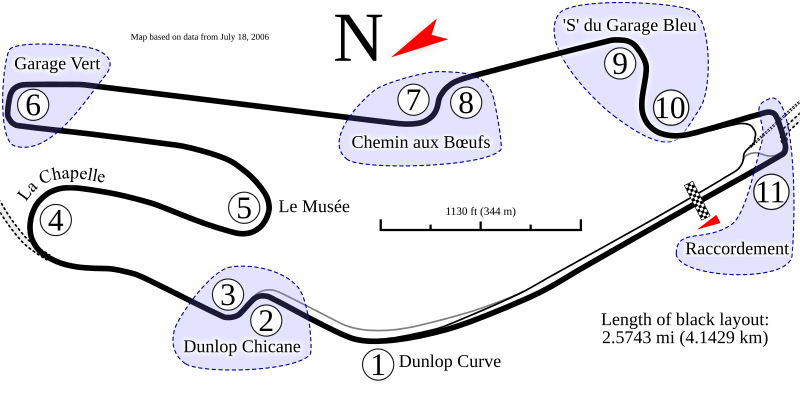 'S' du Garage Bleu
Map based on data from July 18, 2006
N
Garage Vert
9
6
7
8
10
Chemin aux Bœufs
La Chapelle
5
Le Musée
4
11
1130 ft (344 m)
Raccordement
3
2
Dunlop Chicane
Length of black layout:
2.5743 mi (4.1429 km)
1
Dunlop Curve